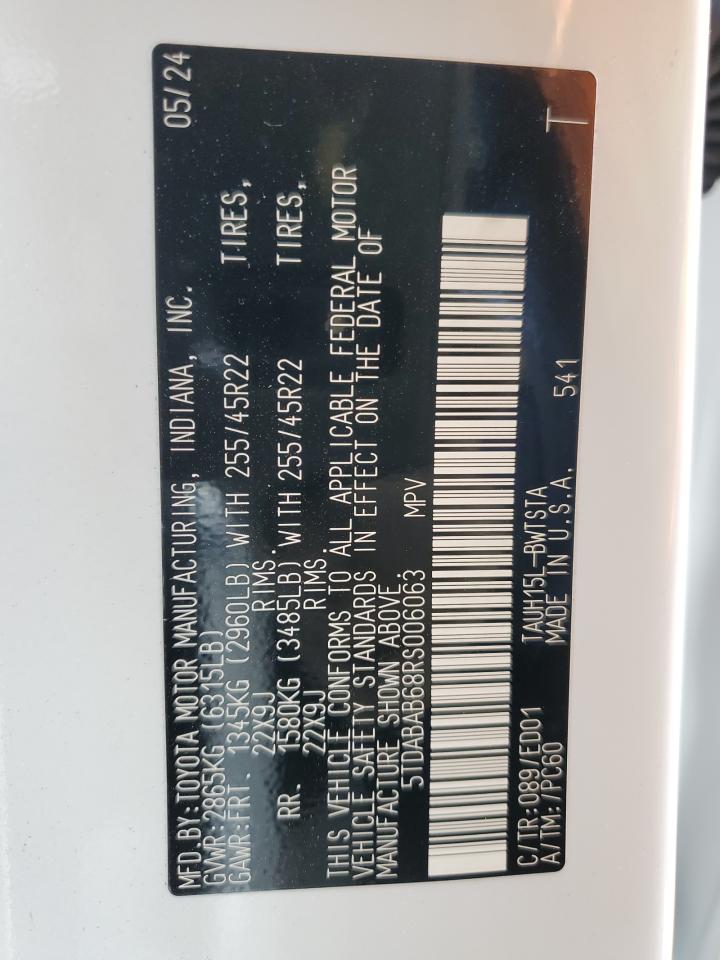 MFD.BY:TOYOTA MOTOR MANUFACTURING, INDIANA, INC. 05/24
GVWR:2865KG (6315LB)
GAWR:FRT. 1345KG (2960LB) WITH 255/45R22 TIRES,
22X9J RIMS.
RR. 1580KG (3485LB) WITH 255/45R22 TIRES,
22X9J RIMS.
THIS VEHICLE CONFORMS TO ALL APPLICABLE FEDERAL MOTOR
VEHICLE SAFETY STANDARDS IN EFFECT ON THE DATE OF
MANUFACTURE SHOWN ABOVE.
5TDABAB68RS006063 MPV
C/TR:089/ED01 TAUH15L-BWTSTA T
A/TM:/PC60 MADE IN U.S.A. 541